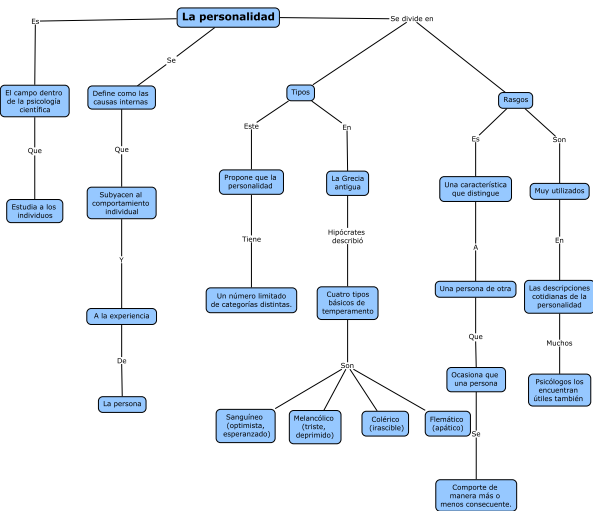 La personalidad
Es
Se divide en
Se
El campo dentro
de la psicología
científica
Define como las
causas internas
Tipos
Rasgos
Que
Que
Este
En
Es
Son
Estudia a los
individuos
Subyacen al
comportamiento
individual
Propone que la
personalidad
La Grecia
antigua
Una característica
que distingue
Muy utilizados
Y
Tiene
Hipócrates
describió
A
En
A la experiencia
Un número limitado
de categorías distintas.
Cuatro tipos
básicos de
temperamento
Una persona de otra
Las descripciones
cotidianas de la
personalidad
De
Son
Que
Muchos
La persona
Ocasiona que
una persona
Psicólogos los
encuentran
útiles también
Sanguíneo
(optimista,
esperanzado)
Melancólico
(triste,
deprimido)
Colérico
(irascible)
Flemático
(apático)
Se
Comporte de
manera más o
menos consecuente.